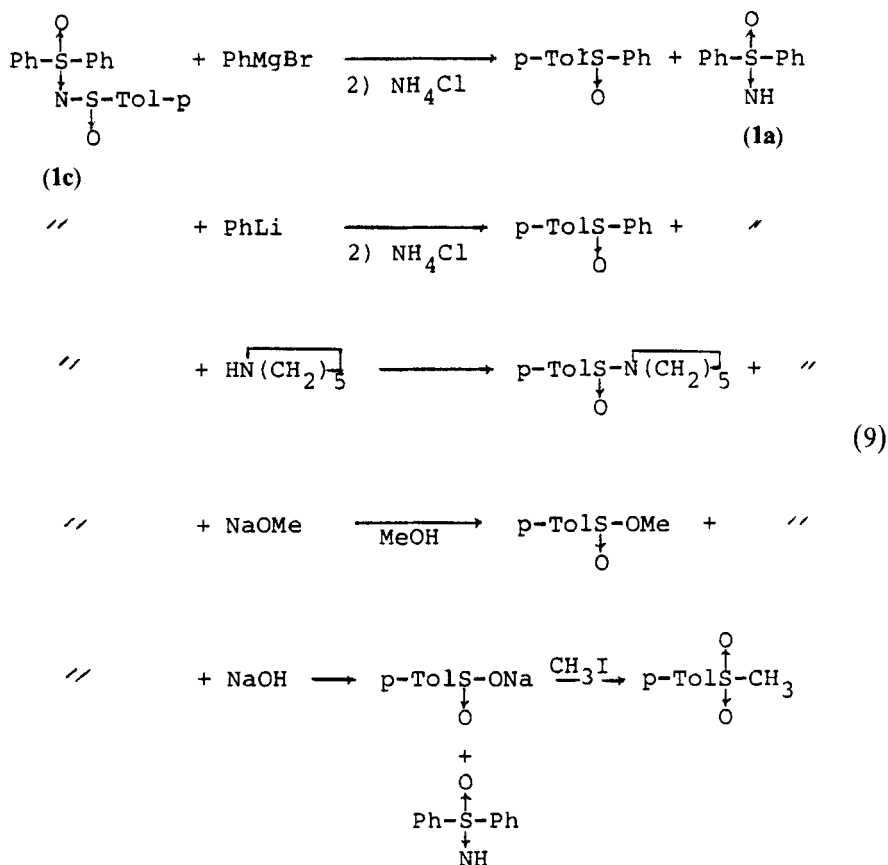 O
Ph-S-Ph + PhMgBr → p-TolS-Ph + Ph-S-Ph
2) NH4Cl
N-S-Tol-p O NH
O
(1c) (1a)
〃 + PhLi → p-TolS-Ph + 〃
2) NH4Cl
O
〃 + HN(CH2)5 → p-TolS-N(CH2)5 + 〃
O
(9)
〃 + NaOMe → p-TolS-OMe + 〃
MeOH
O
O
〃 + NaOH → p-TolS-ONa CH3I → p-TolS-CH3
O O
+
O
Ph-S-Ph
NH